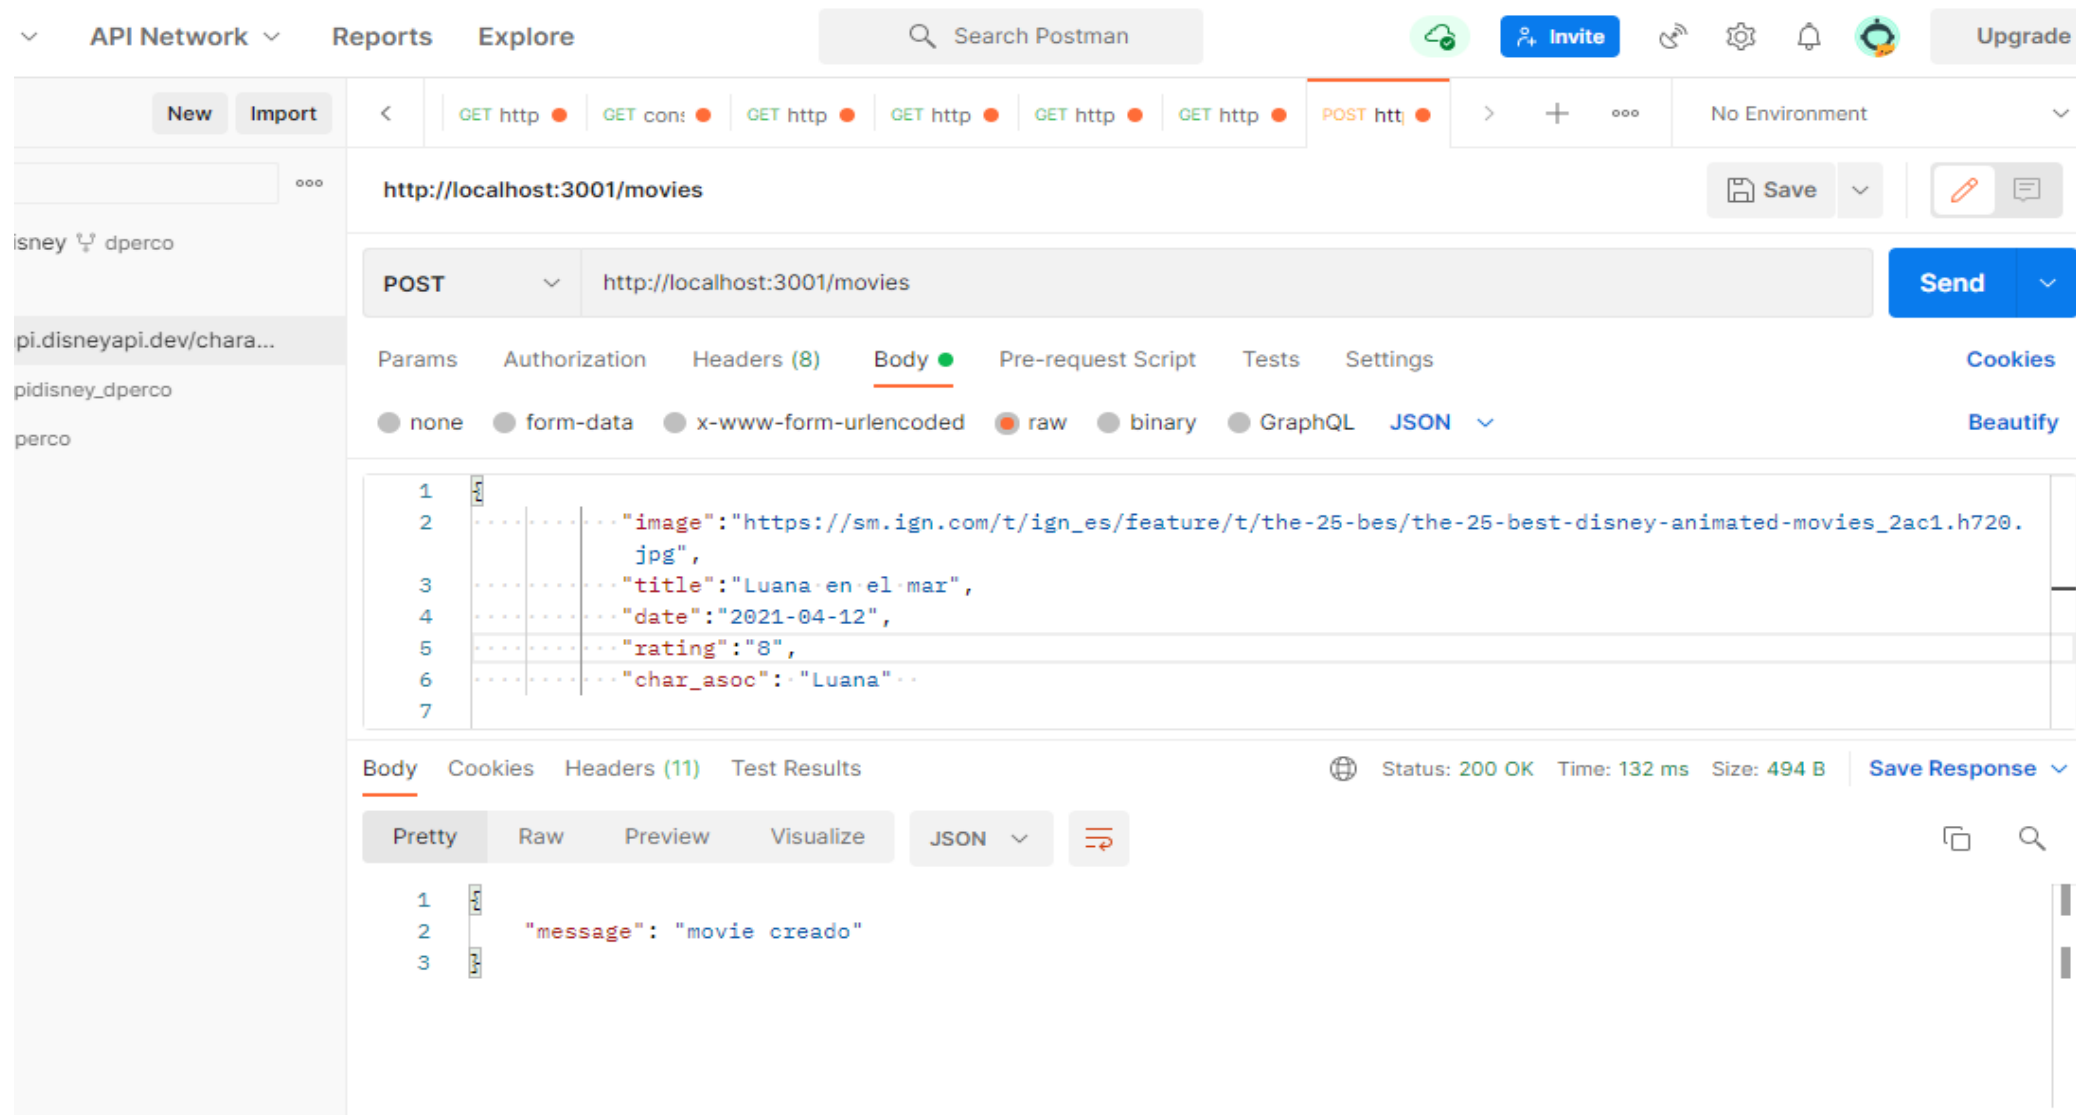 API Network Reports Explore Search Postman Invite Upgrade
New Import GET http GET cons GET http GET http GET http GET http POST htt No Environment
http://localhost:3001/movies Save
isney dperco
POST http://localhost:3001/movies Send
pi.disneyapi.dev/chara...
Params Authorization Headers (8) Body Pre-request Script Tests Settings Cookies
pidisney_dperco
none form-data x-www-form-urlencoded raw binary GraphQL JSON Beautify
perco
1 {
2 "image":"https://sm.ign.com/t/ign_es/feature/t/the-25-bes/the-25-best-disney-animated-movies_2ac1.h720.
jpg",
3 "title":"Luana en el mar",
4 "date":"2021-04-12",
5 "rating":"8",
6 "char_asoc": "Luana"
7
Body Cookies Headers (11) Test Results Status: 200 OK Time: 132 ms Size: 494 B Save Response
Pretty Raw Preview Visualize JSON
1 {
2 "message": "movie creado"
3 }